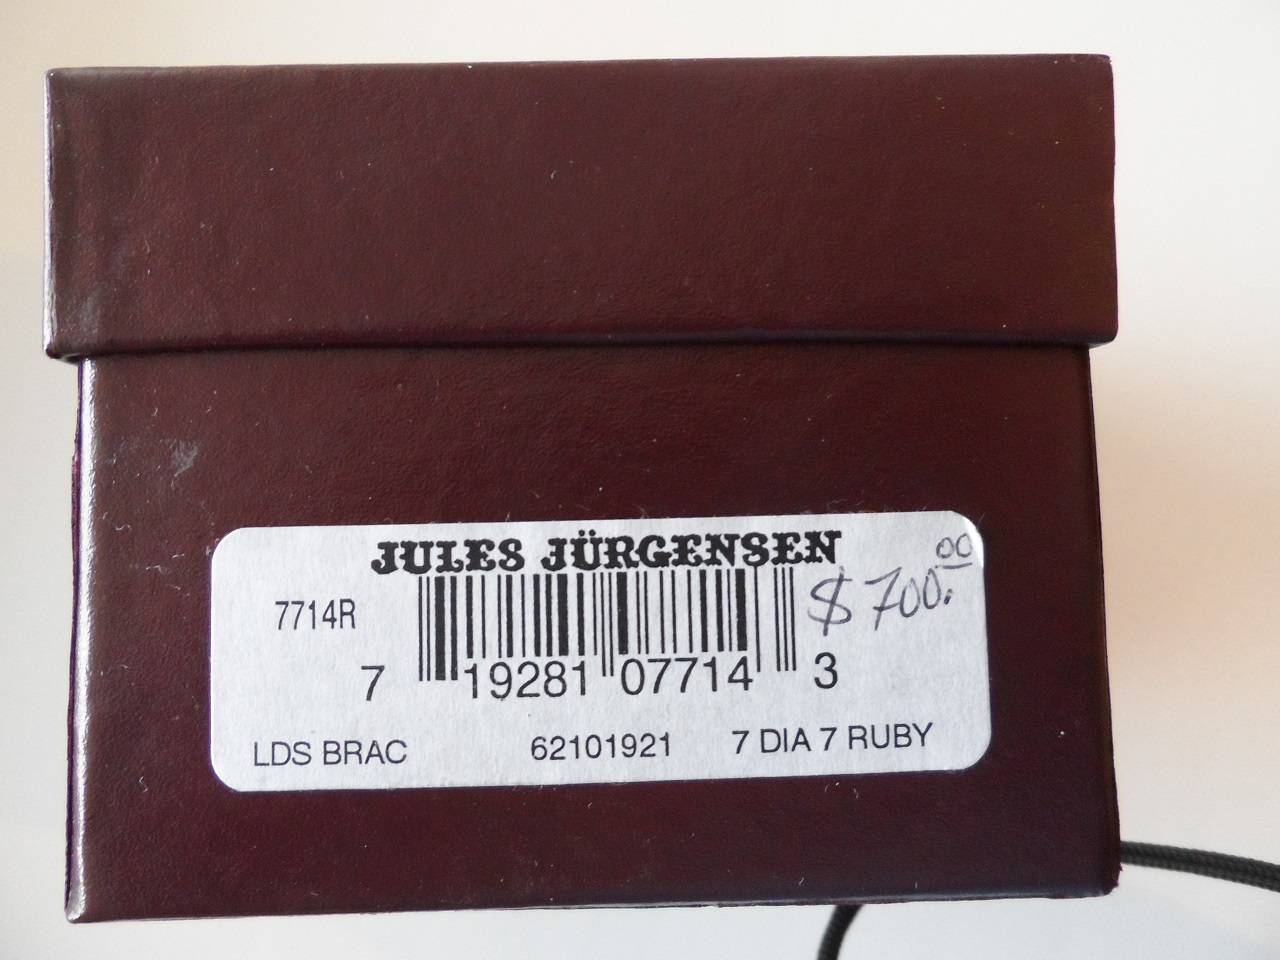 JULES JÜRGENSEN
7714R
$700.00
7 19281 07714 3
LDS BRAC 62101921 7 DIA 7 RUBY